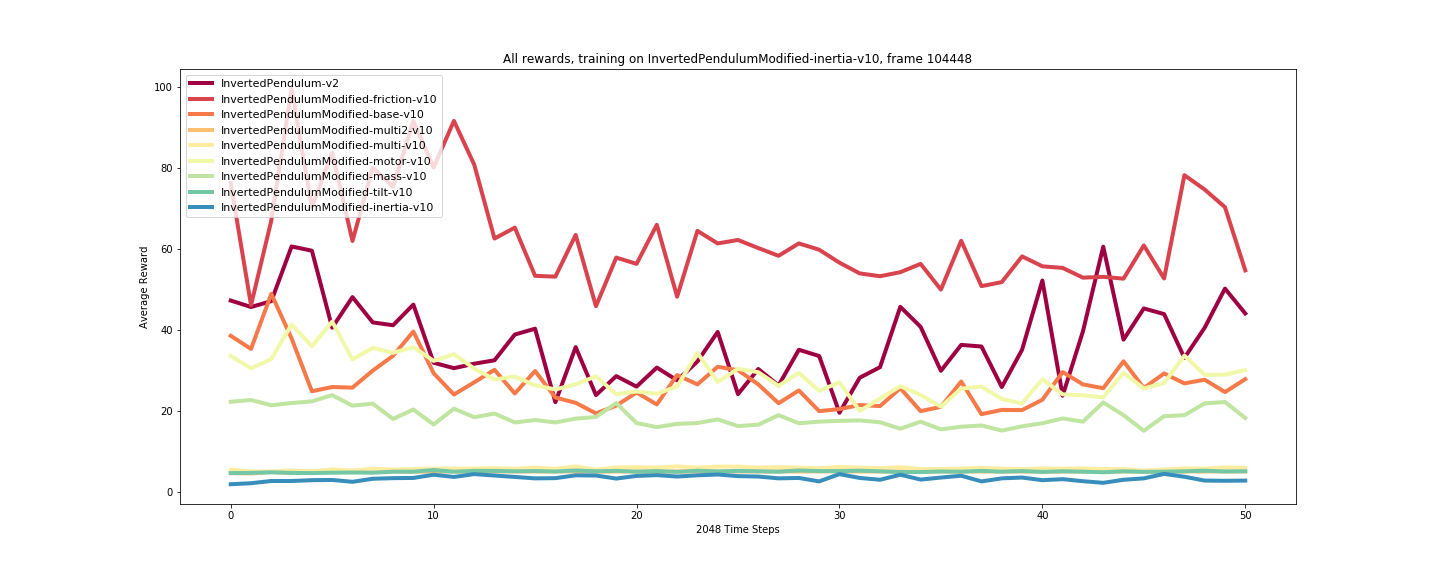 All rewards, training on InvertedPendulumModified-inertia-v10, frame 104448
InvertedPendulum-v2
InvertedPendulumModified-friction-v10
InvertedPendulumModified-base-v10
InvertedPendulumModified-multi2-v10
InvertedPendulumModified-multi-v10
InvertedPendulumModified-motor-v10
InvertedPendulumModified-mass-v10
InvertedPendulumModified-tilt-v10
InvertedPendulumModified-inertia-v10
Average Reward
100
80
60
40
20
0
0 10 20 30 40 50
2048 Time Steps